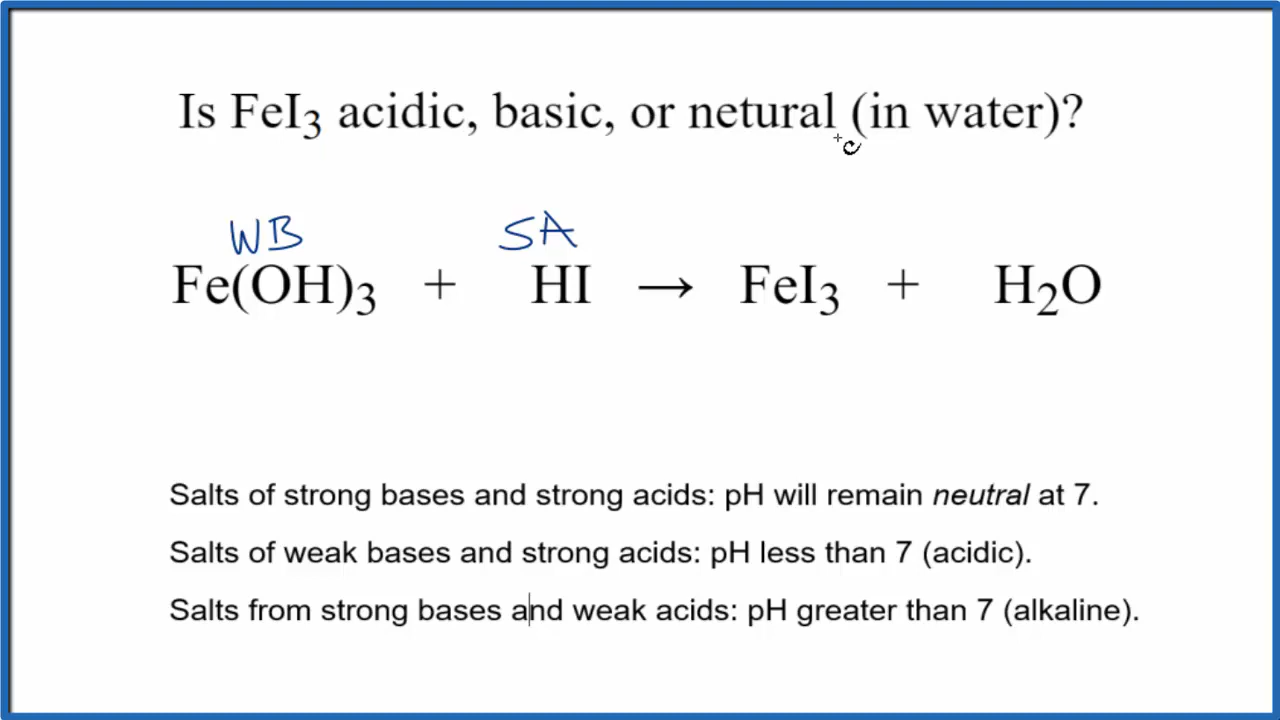 Is FeI₃ acidic, basic, or netural (in water)?
WB SA
Fe(OH)₃ + HI → FeI₃ + H₂O
Salts of strong bases and strong acids: pH will remain neutral at 7.
Salts of weak bases and strong acids: pH less than 7 (acidic).
Salts from strong bases and weak acids: pH greater than 7 (alkaline).